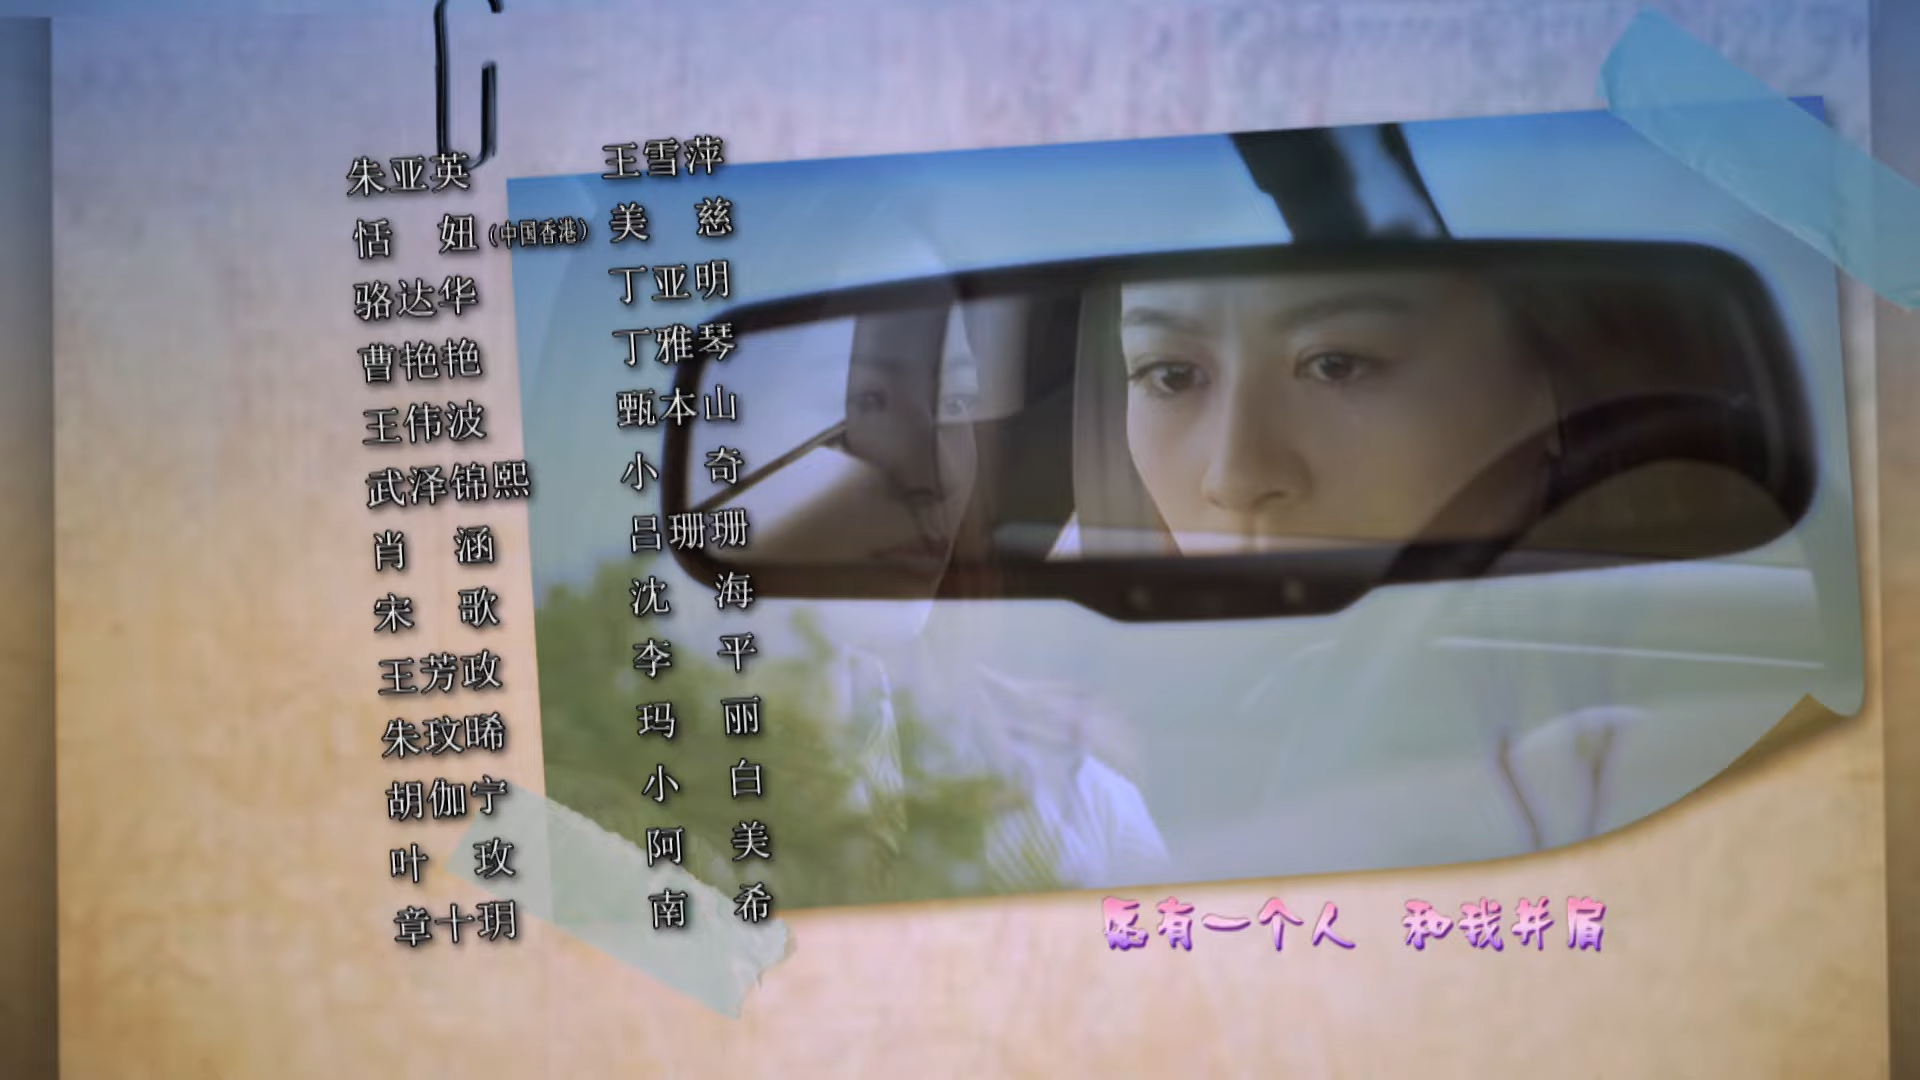 朱亚英 王雪萍
恬 妞(中国香港) 美 慈
骆达华 丁亚明
曹艳艳 丁雅琴
王伟波 甄本山
武泽锦熙 小 奇
肖 涵 吕珊珊
宋 歌 沈 海
王芳政 李 平
朱玟晞 玛 丽
胡伽宁 小 白
叶 玫 阿 美
章十玥 南 希
愿有一个人 和我并肩